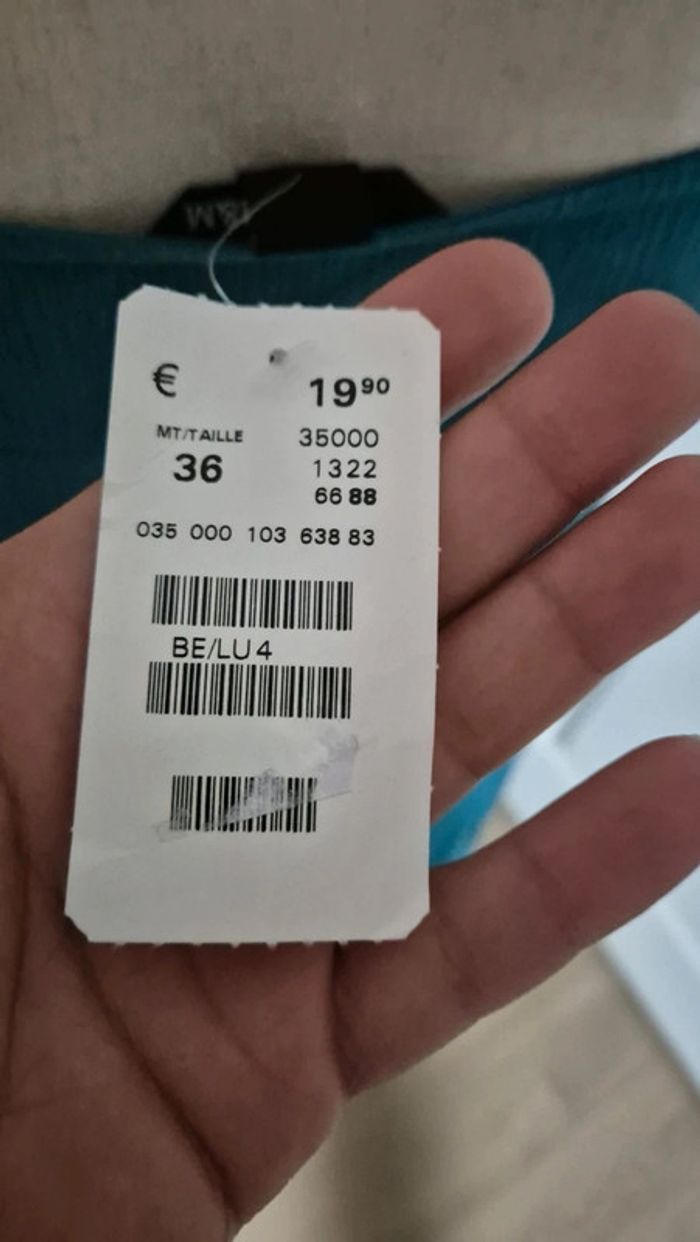 H&M
€ 19⁹⁰
MT/TAILLE 35000
36 1322
66 88
035 000 103 638 83
BE/LU 4